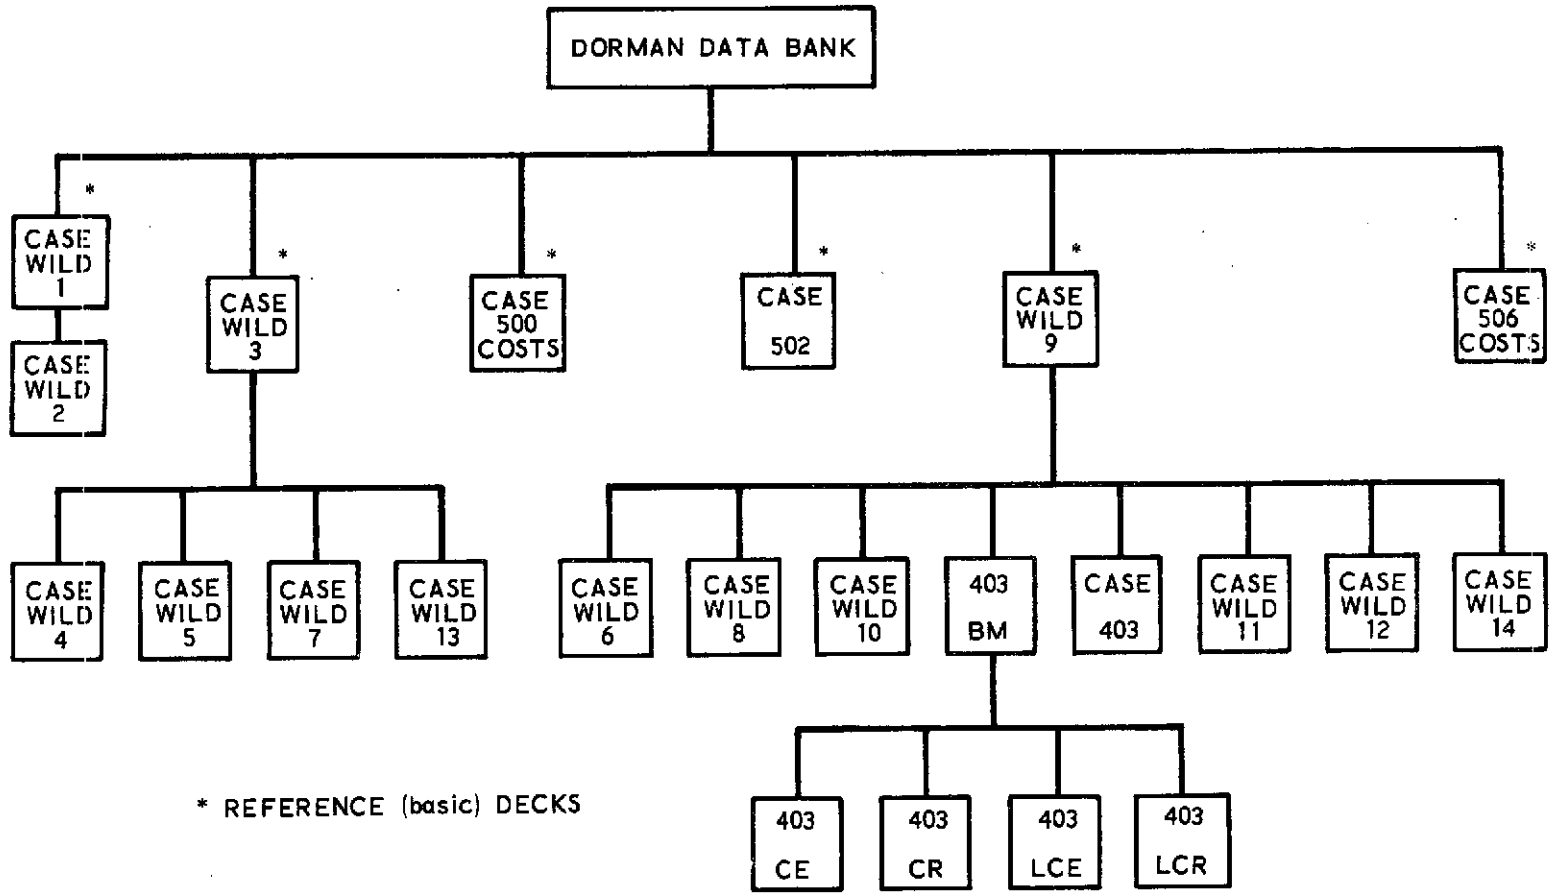 DORMAN DATA BANK
*
CASE
WILD
1
CASE
WILD
2
*
CASE
WILD
3
*
CASE
500
COSTS
*
CASE
502
*
CASE
WILD
9
*
CASE
506
COSTS
CASE
WILD
4
CASE
WILD
5
CASE
WILD
7
CASE
WILD
13
CASE
WILD
6
CASE
WILD
8
CASE
WILD
10
403
BM
CASE
403
CASE
WILD
11
CASE
WILD
12
CASE
WILD
14
403
CE
403
CR
403
LCE
403
LCR
* REFERENCE (basic) DECKS